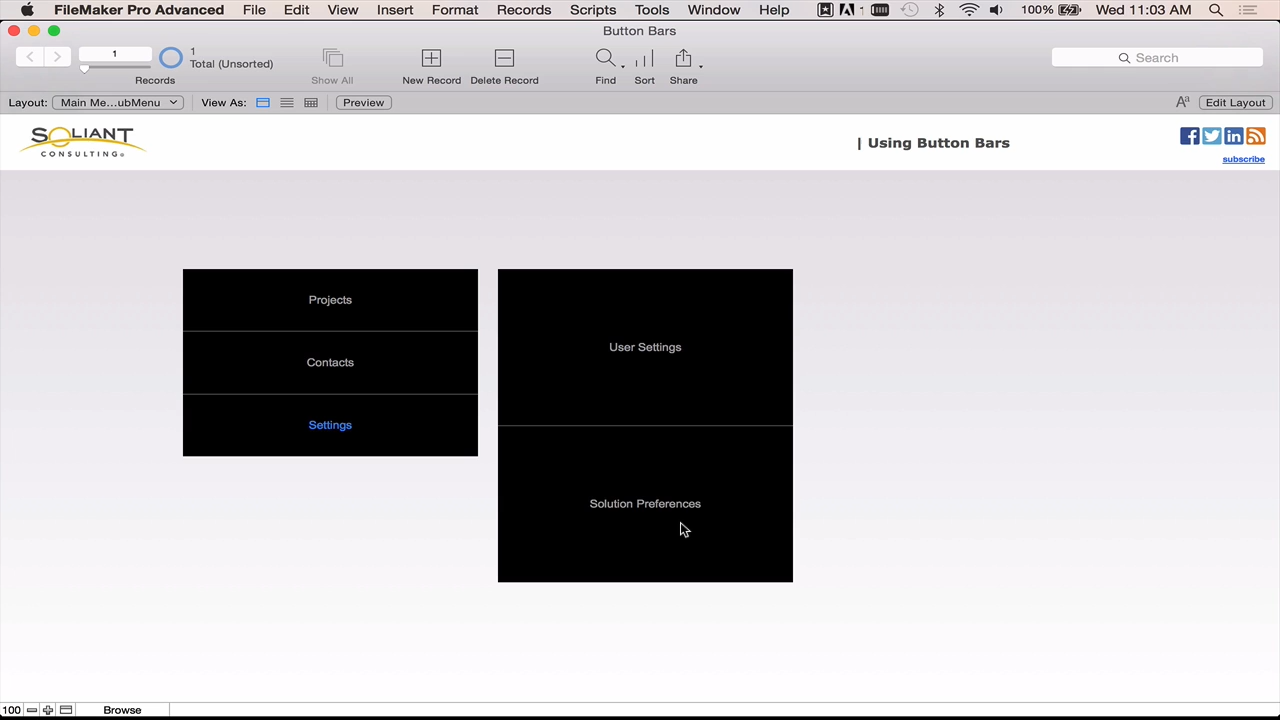 FileMaker Pro Advanced File Edit View Insert Format Records Scripts Tools Window Help 1 100% Wed 11:03 AM
Button Bars
1
1
Total (Unsorted)
Search
Records Show All New Record Delete Record Find Sort Share
Layout: Main Me...ubMenu View As: Preview Aa Edit Layout
SOLIANT
CONSULTING
| Using Button Bars
subscribe
Projects
Contacts
Settings
User Settings
Solution Preferences
100 Browse